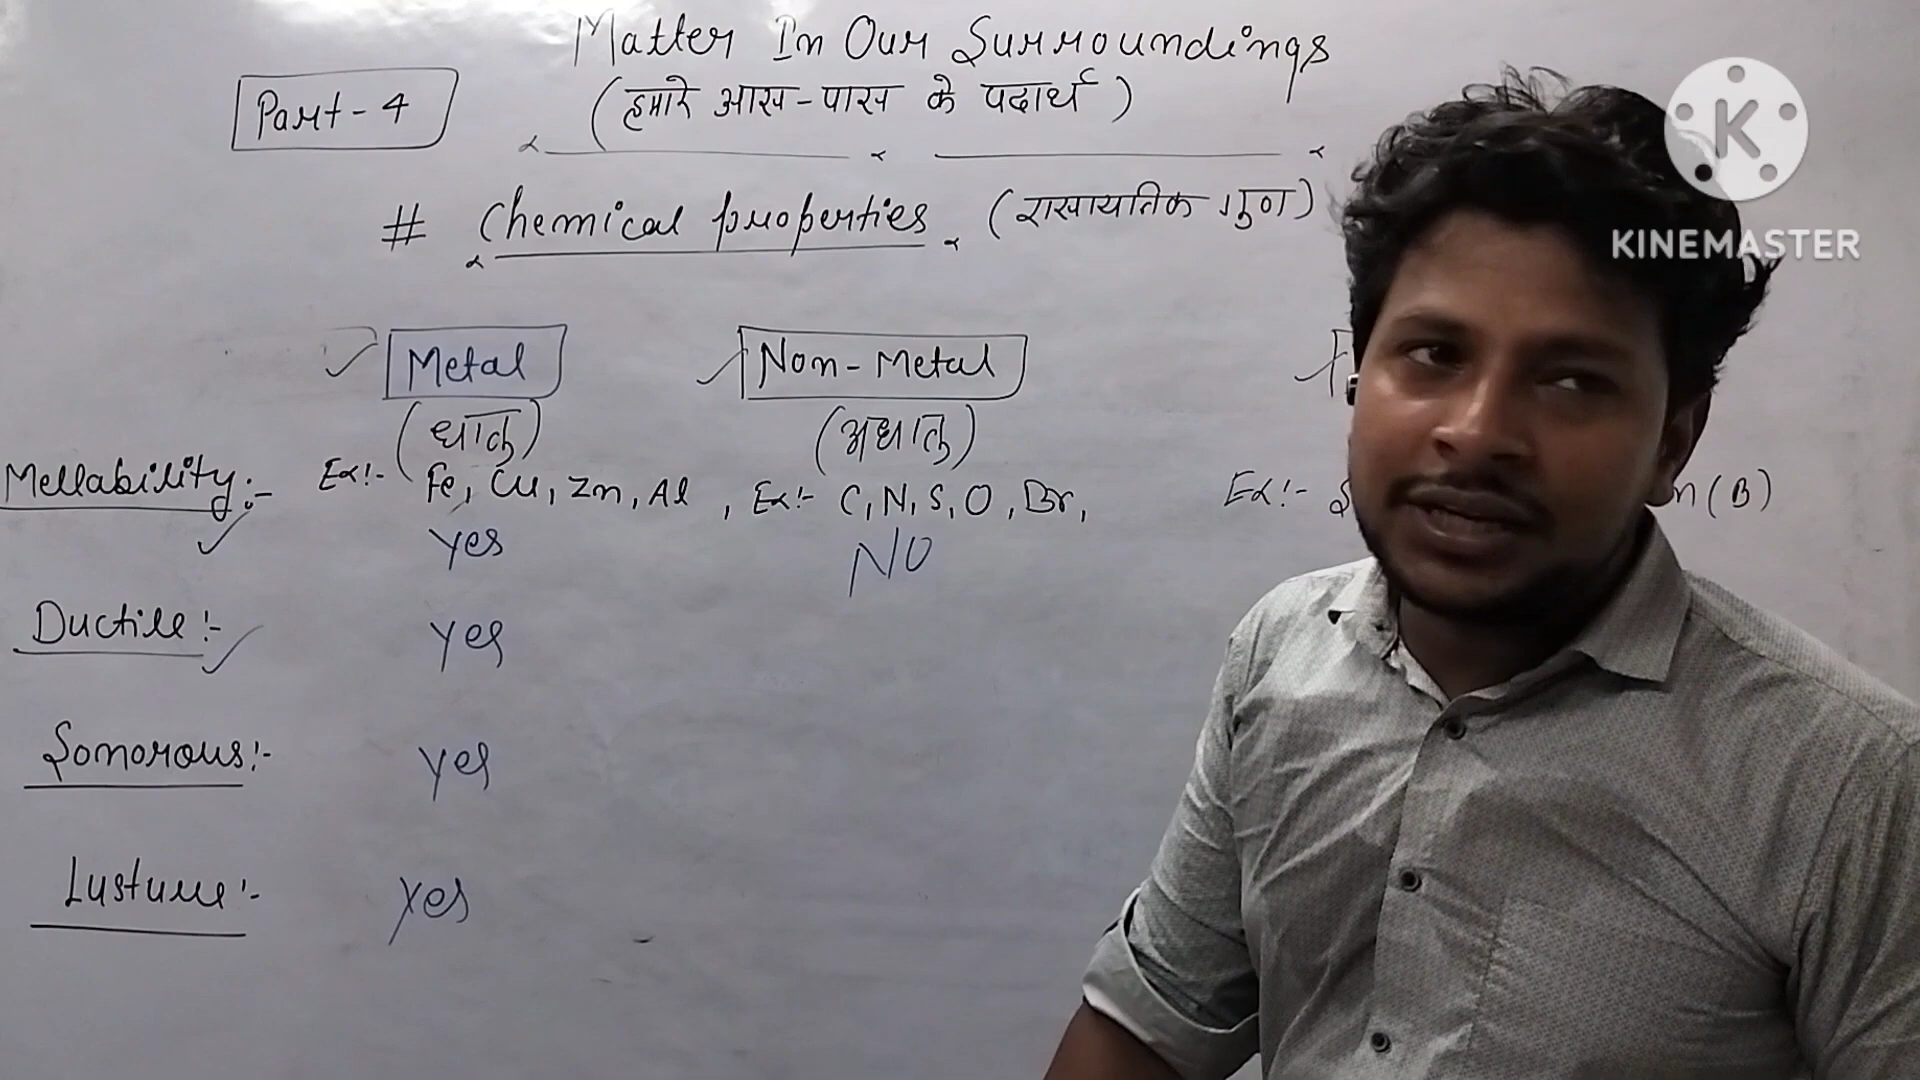 Matter In Our Surroundings
Part-4
(हमारे आस-पास के पदार्थ)
# Chemical properties (रासायनिक गुण)
Metal Non-Metal
(धातु) (अधातु)
Mellability:- Ex:- Fe, Cu, Zn, Al, Ex:- C, N, S, O, Br, Ex:- (B)
yes NO
Ductile:- yes
Sonorous:- yes
Lusture:- yes
K
KINEMASTER